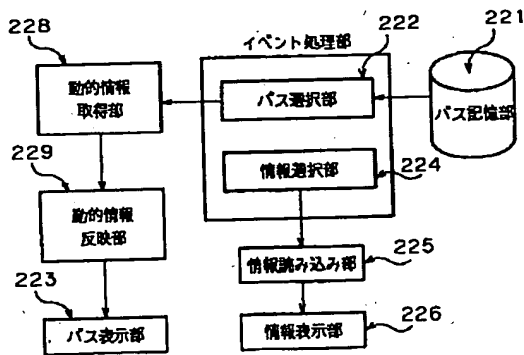 228
動的情報
取得部
イベント処理部
222
パス選択部
221
パス記憶部
229
動的情報
反映部
情報選択部
224
223
パス表示部
情報読み込み部
225
情報表示部
226